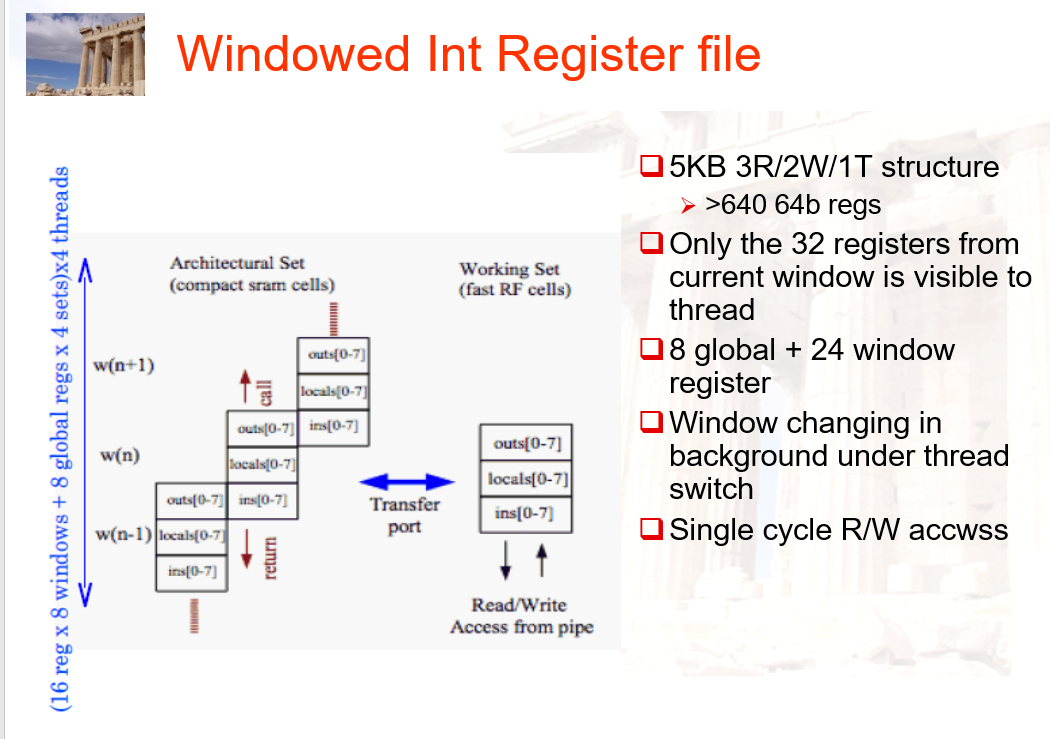 Windowed Int Register file
(16 reg x 8 windows + 8 global regs x 4 sets)x4 threads
Architectural Set
(compact sram cells)
w(n+1)
w(n)
w(n-1)
call
return
outs[0-7]
locals[0-7]
ins[0-7]
outs[0-7]
locals[0-7]
ins[0-7]
outs[0-7]
locals[0-7]
ins[0-7]
Transfer
port
Working Set
(fast RF cells)
outs[0-7]
locals[0-7]
ins[0-7]
Read/Write
Access from pipe
5KB 3R/2W/1T structure
>640 64b regs
Only the 32 registers from
current window is visible to
thread
8 global + 24 window
register
Window changing in
background under thread
switch
Single cycle R/W accwss